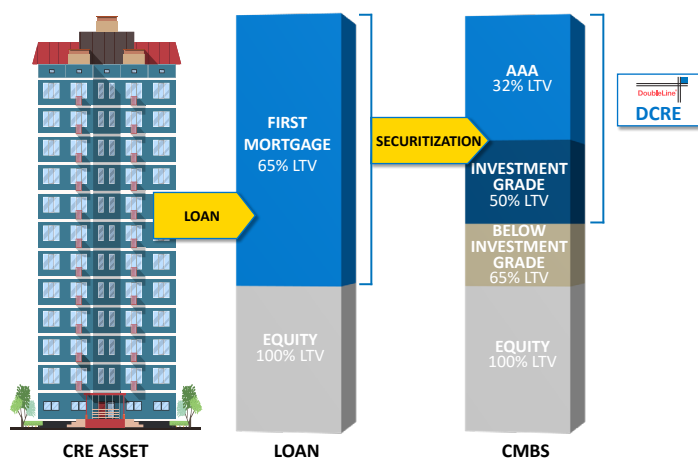 FIRST
MORTGAGE
65% LTV
LOAN
EQUITY
100% LTV
SECURITIZATION
AAA
32% LTV
INVESTMENT
GRADE
50% LTV
BELOW
INVESTMENT
GRADE
65% LTV
EQUITY
100% LTV
DoubleLine
DCRE
CRE ASSET
LOAN
CMBS